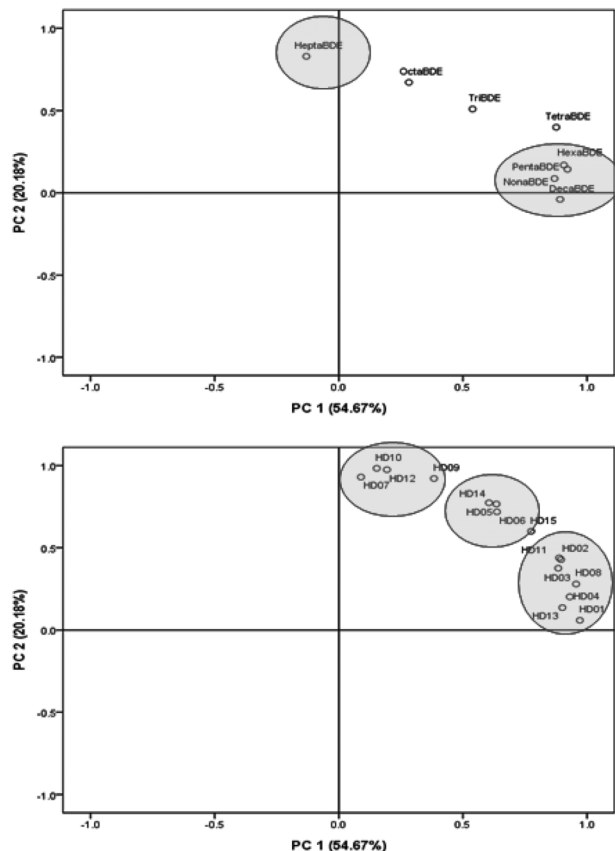 1.0
HeptaBDE
OctaBDE
TriBDE
0.5
TetraBDE
HexaBDE
PentaBDE
NonaBDE
DecaBDE
0.0
-0.5
-1.0
PC 2 (20.18%)
-1.0 -0.5 0.0 0.5 1.0
PC 1 (54.67%)
1.0
HD10
HD09
HD07 HD12
HD14
HD05
HD06 HD15
0.5
HD11 HD02
HD03 HD08
HD04
HD13 HD01
0.0
-0.5
-1.0
PC 2 (20.18%)
-1.0 -0.5 0.0 0.5 1.0
PC 1 (54.67%)